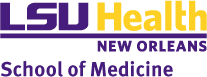 LSU Health
NEW ORLEANS
School of Medicine